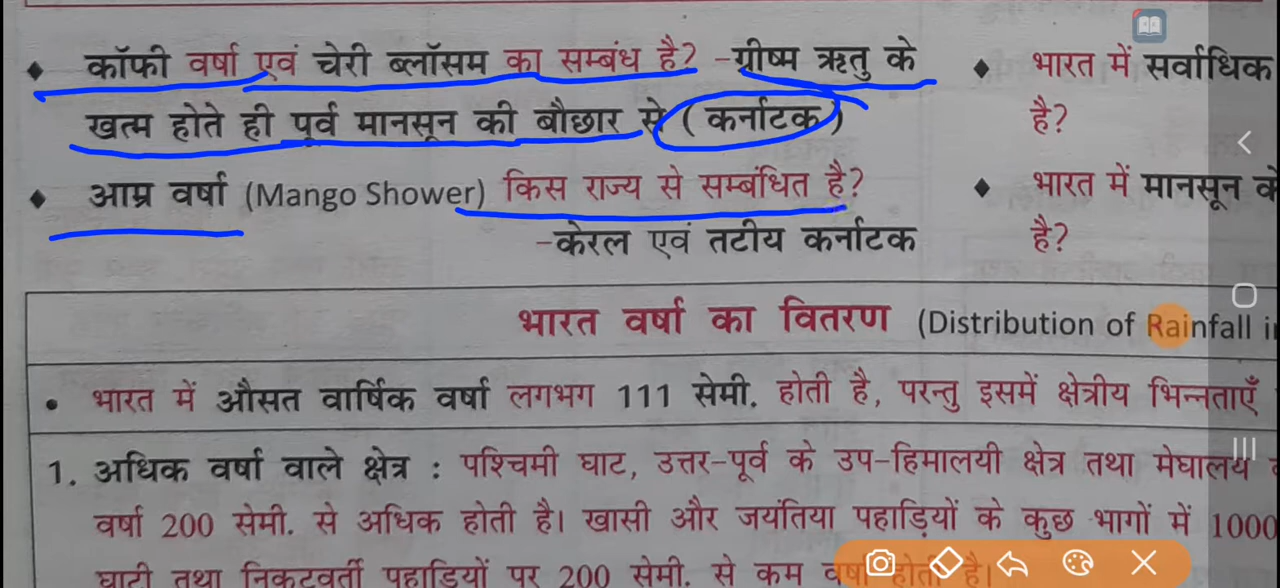 ♦ कॉफी वर्षा एवं चेरी ब्लॉसम का सम्बंध है? -ग्रीष्म ऋतु के
खत्म होते ही पूर्व मानसून की बौछार से (कर्नाटक)
♦ आम्र वर्षा (Mango Shower) किस राज्य से सम्बंधित है?
-केरल एवं तटीय कर्नाटक
♦ भारत में सर्वाधिक
है?
♦ भारत में मानसून
है?
भारत वर्षा का वितरण (Distribution of Rainfall
• भारत में औसत वार्षिक वर्षा लगभग 111 सेमी. होती है, परन्तु इसमें क्षेत्रीय भिन्नताएँ
1. अधिक वर्षा वाले क्षेत्र : पश्चिमी घाट, उत्तर-पूर्व के उप-हिमालयी क्षेत्र तथा मेघालय
वर्षा 200 सेमी. से अधिक होती है। खासी और जयंतिया पहाड़ियों के कुछ भागों में 1000
घाटी तथा निकटवर्ती पहाड़ियों पर 200 सेमी. से कम वर्षा होती है।